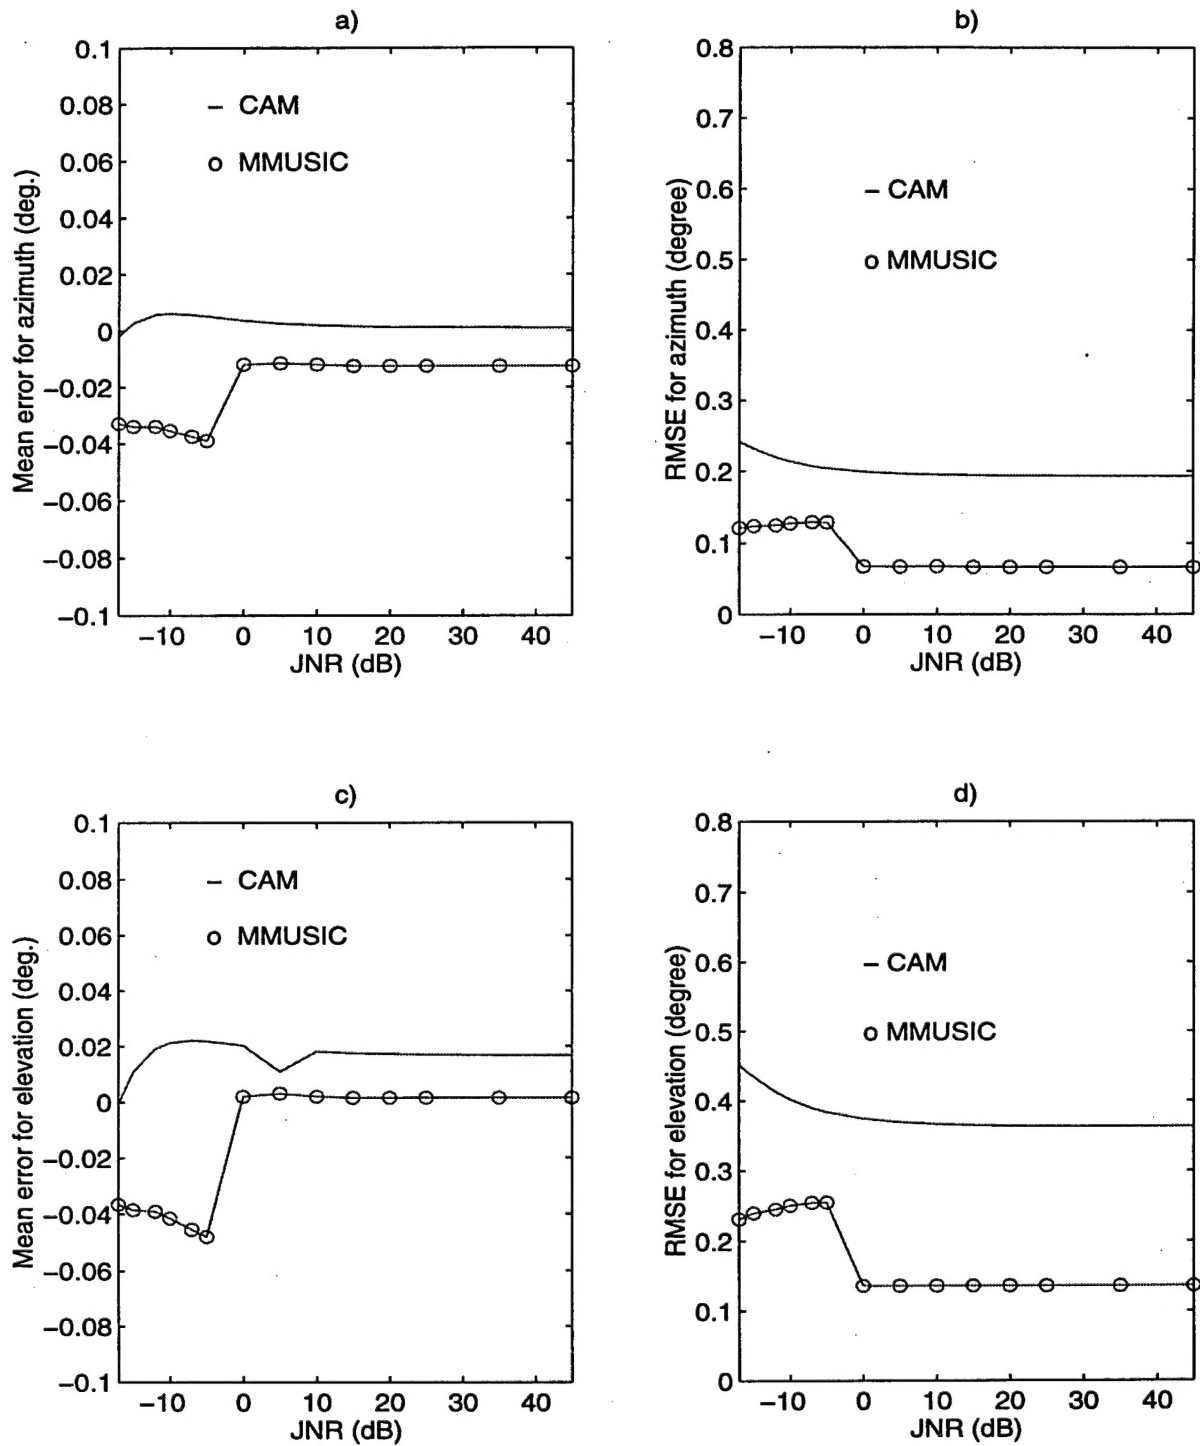 a)
0.1
0.08
0.06
0.04
0.02
0
−0.02
−0.04
−0.06
−0.08
−0.1
Mean error for azimuth (deg.)
– CAM
o MMUSIC
−10 0 10 20 30 40
JNR (dB)
b)
0.8
0.7
0.6
0.5
0.4
0.3
0.2
0.1
0
RMSE for azimuth (degree)
– CAM
o MMUSIC
−10 0 10 20 30 40
JNR (dB)
c)
0.1
0.08
0.06
0.04
0.02
0
−0.02
−0.04
−0.06
−0.08
−0.1
Mean error for elevation (deg.)
– CAM
o MMUSIC
−10 0 10 20 30 40
JNR (dB)
d)
0.8
0.7
0.6
0.5
0.4
0.3
0.2
0.1
0
RMSE for elevation (degree)
– CAM
o MMUSIC
−10 0 10 20 30 40
JNR (dB)